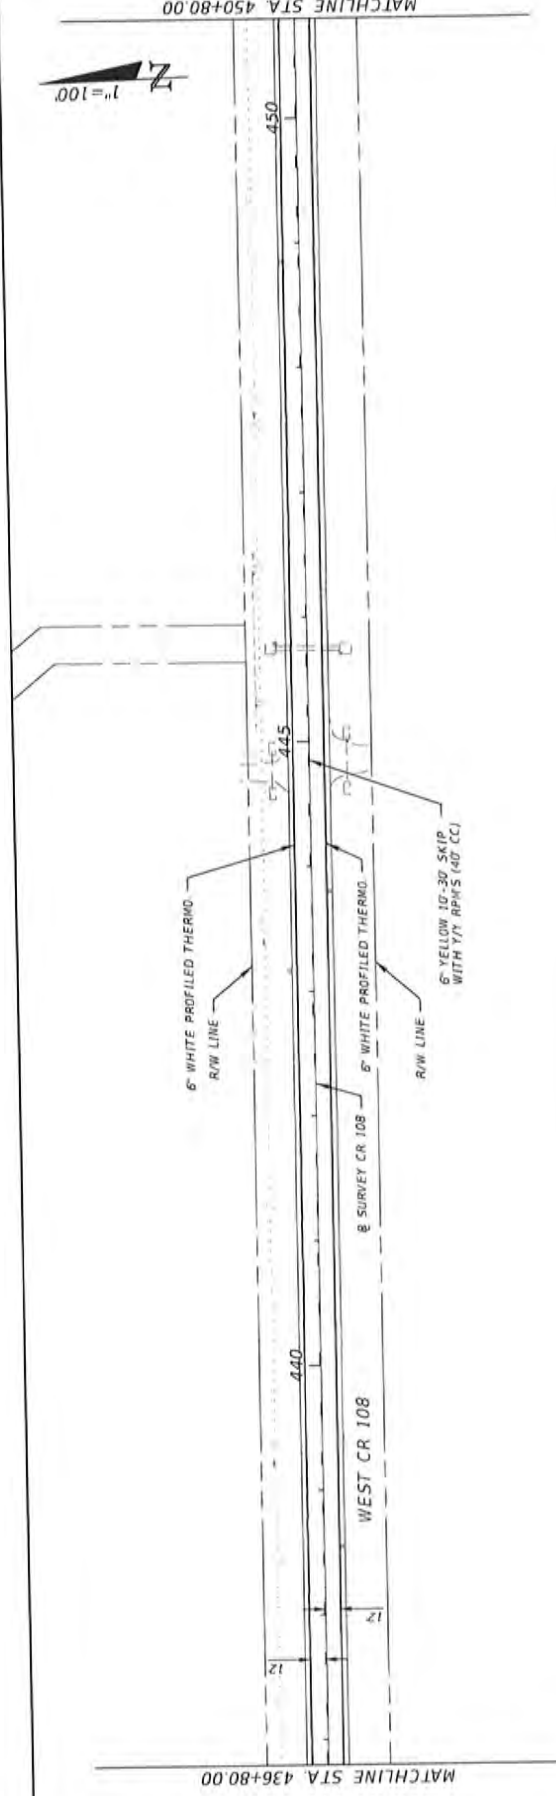 MATCHLINE STA. 450+80.00
1"=100'
Z
450
445
6" WHITE PROFILED THERMO
R/W LINE
6" YELLOW 10'-30' SKIP
WITH Y/Y RPM'S (40' CC)
6" WHITE PROFILED THERMO
R/W LINE
SURVEY CR 108
440
WEST CR 108
12'
12'
MATCHLINE STA. 436+80.00